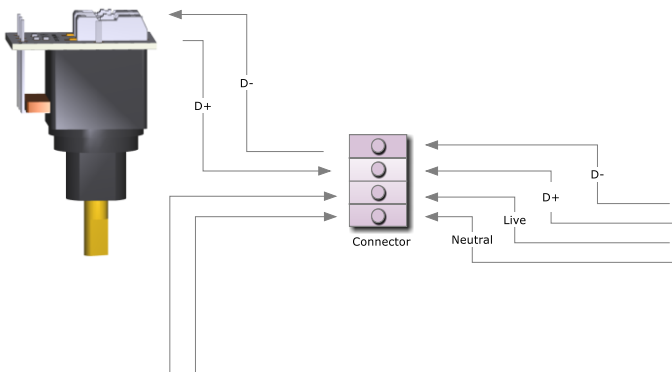 D-
D+
D-
D+
Live
Neutral
Connector